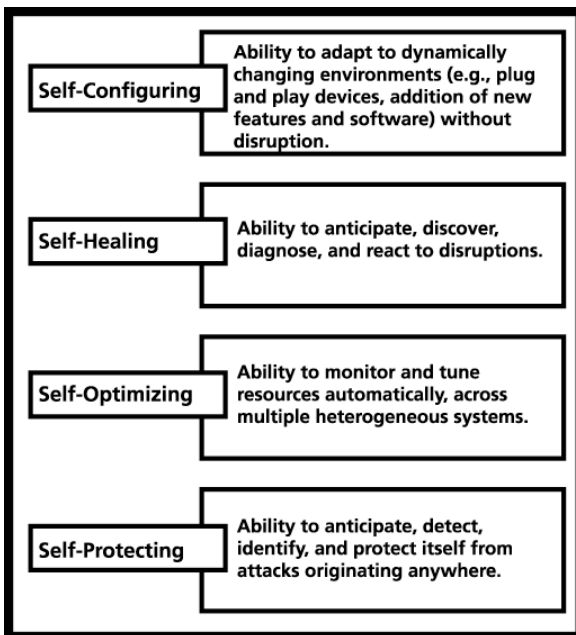 Self-Configuring
Ability to adapt to dynamically
changing environments (e.g., plug
and play devices, addition of new
features and software) without
disruption.
Self-Healing
Ability to anticipate, discover,
diagnose, and react to disruptions.
Self-Optimizing
Ability to monitor and tune
resources automatically, across
multiple heterogeneous systems.
Self-Protecting
Ability to anticipate, detect,
identify, and protect itself from
attacks originating anywhere.